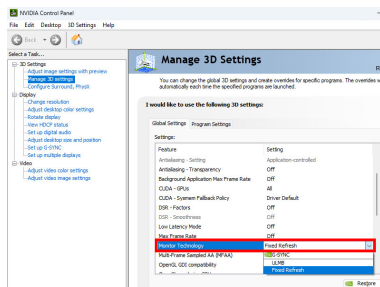 NVIDIA Control Panel
File Edit Desktop 3D Settings Help
Back
Select a Task...
3D Settings
Adjust image settings with preview
Manage 3D settings
Configure Surround, PhysX
Display
Change resolution
Adjust desktop color settings
Rotate display
View HDCP status
Set up digital audio
Adjust desktop size and position
Set up G-SYNC
Set up multiple displays
Video
Adjust video color settings
Adjust video image settings
Manage 3D Settings
You can change the global 3D settings and create overrides for specific programs. The overrides w
automatically each time the specified programs are launched.
I would like to use the following 3D settings:
Global Settings Program Settings
Settings:
Feature Setting
Antialiasing - Setting Application-controlled
Antialiasing - Transparency Off
Background Application Max Frame Rate Off
CUDA - GPUs All
CUDA - Sysmem Fallback Policy Driver Default
DSR - Factors Off
DSR - Smoothness Off
Low Latency Mode Off
Max Frame Rate Off
Monitor Technology Fixed Refresh
Multi-Frame Sampled AA (MFAA) G-SYNC
OpenGL GDI compatibility ULMB
Fixed Refresh
Restore